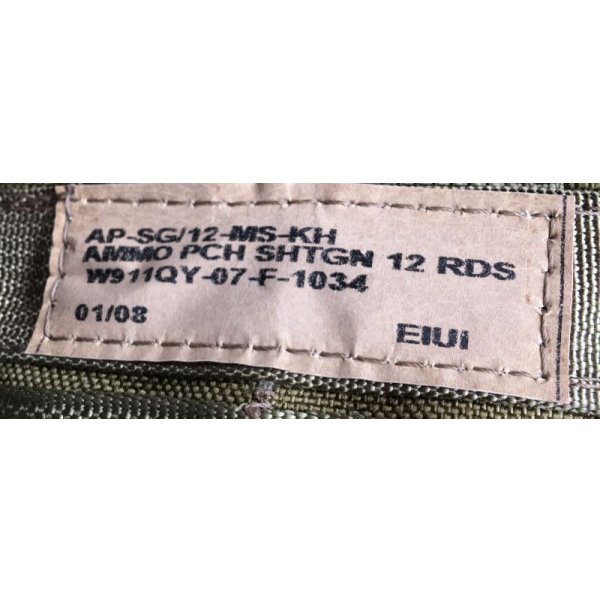 AP-SG/12-MS-KH
AMMO PCH SHTGN 12 RDS
W911QY-07-F-1034
01/08
EIUI